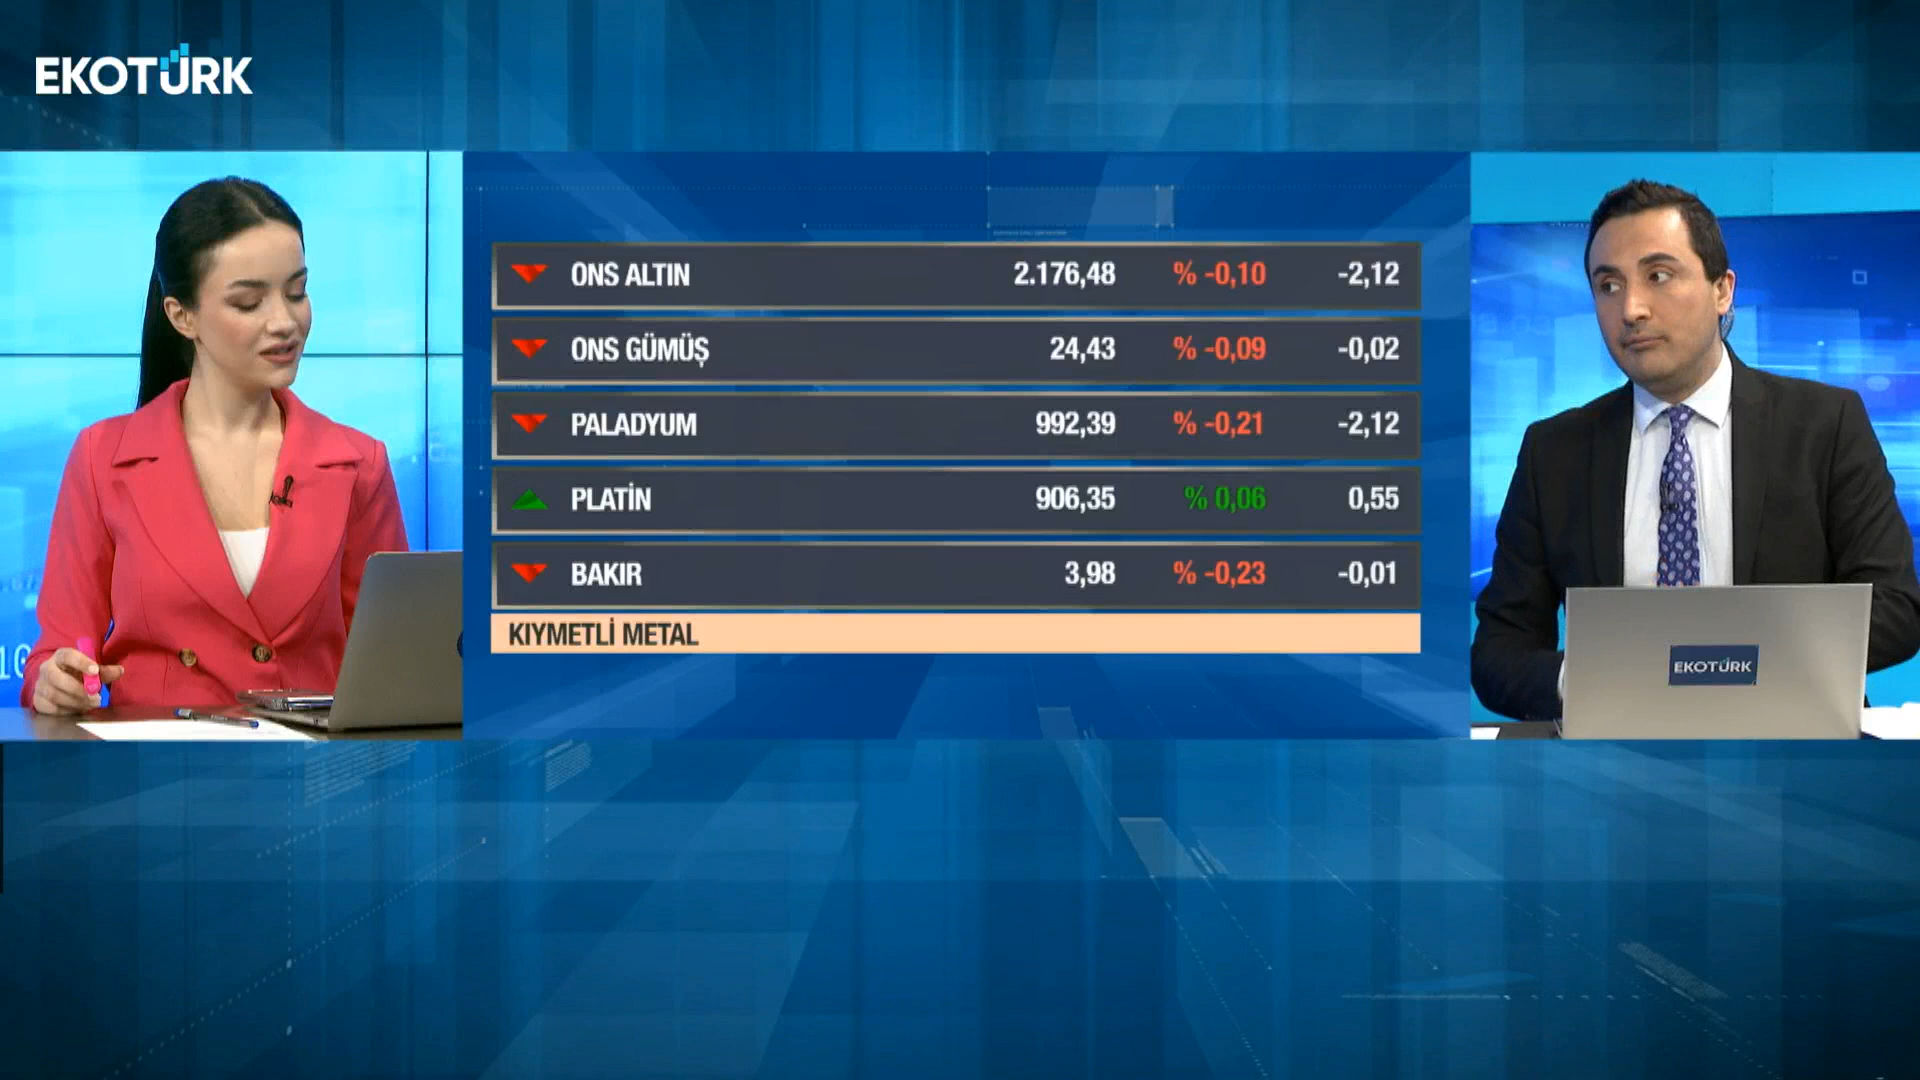 EKOTÜRK
ONS ALTIN 2.176,48 % -0,10 -2,12
ONS GÜMÜŞ 24,43 % -0,09 -0,02
PALADYUM 992,39 % -0,21 -2,12
PLATİN 906,35 % 0,06 0,55
BAKIR 3,98 % -0,23 -0,01
KIYMETLİ METAL
EKOTÜRK
10